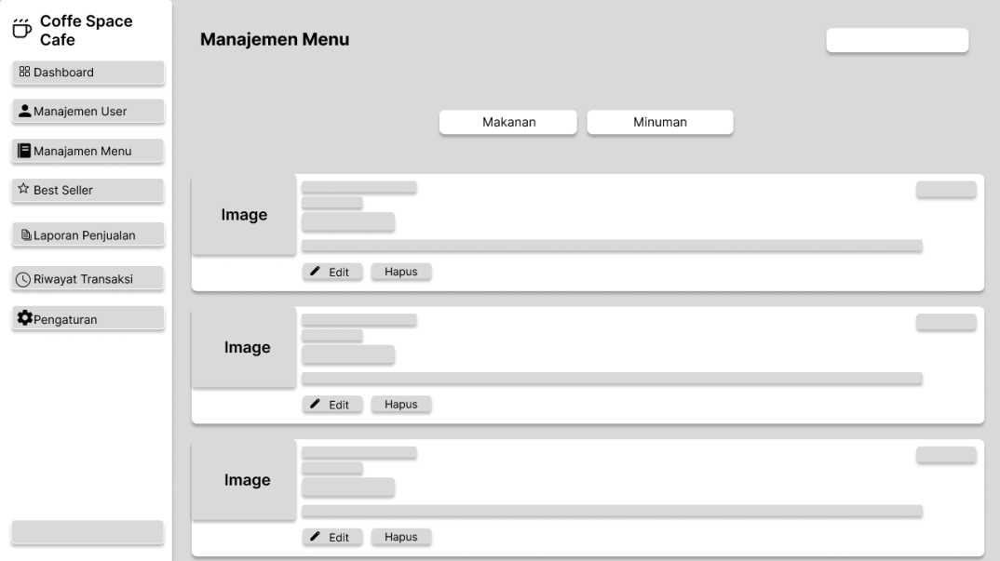 Coffe Space
Cafe
Dashboard
Manajemen User
Manajamen Menu
Best Seller
Laporan Penjualan
Riwayat Transaksi
Pengaturan
Manajemen Menu
Makanan
Minuman
Image
Edit
Hapus
Image
Edit
Hapus
Image
Edit
Hapus